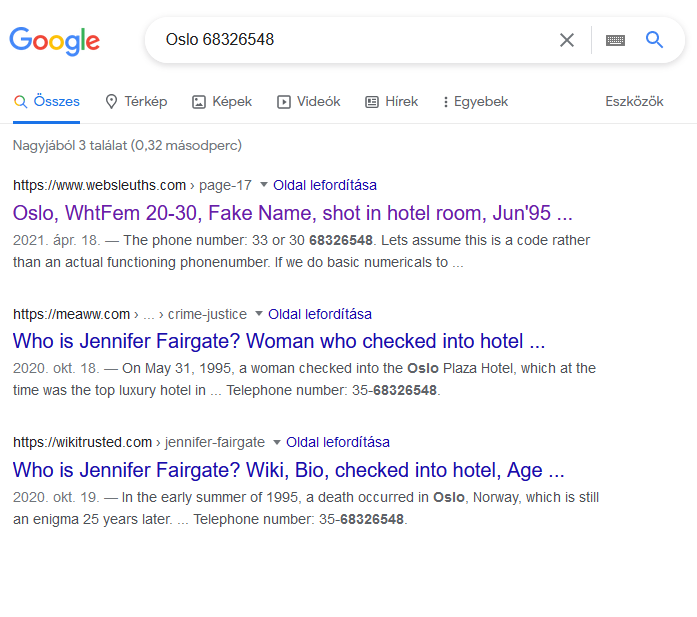 Google
Oslo 68326548
Összes Térkép Képek Videók Hírek Egyebek Eszközök
Nagyjából 3 találat (0,32 másodperc)
https://www.websleuths.com › page-17 Oldal lefordítása
Oslo, WhtFem 20-30, Fake Name, shot in hotel room, Jun'95 ...
2021. ápr. 18. — The phone number: 33 or 30 68326548. Lets assume this is a code rather
than an actual functioning phonenumber. If we do basic numericals to ...
https://meaww.com › ... › crime-justice Oldal lefordítása
Who is Jennifer Fairgate? Woman who checked into hotel ...
2020. okt. 18. — On May 31, 1995, a woman checked into the Oslo Plaza Hotel, which at the
time was the top luxury hotel in ... Telephone number: 35-68326548.
https://wikitrusted.com › jennifer-fairgate Oldal lefordítása
Who is Jennifer Fairgate? Wiki, Bio, checked into hotel, Age ...
2020. okt. 19. — In the early summer of 1995, a death occurred in Oslo, Norway, which is still
an enigma 25 years later. ... Telephone number: 35-68326548.